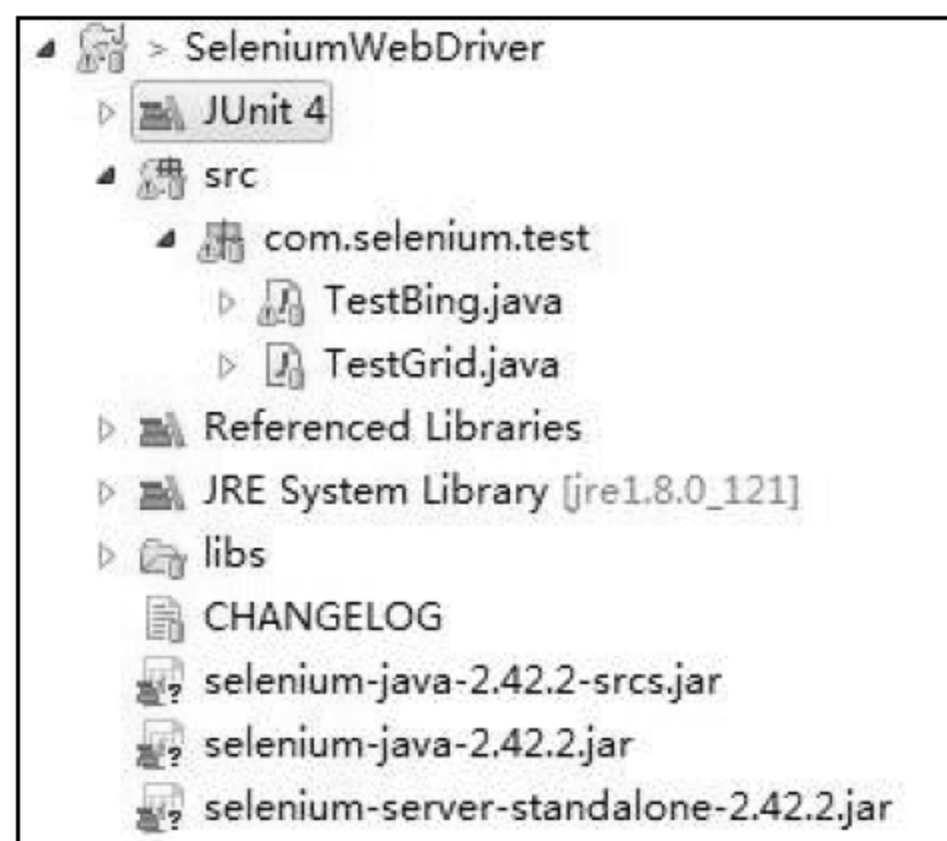 > SeleniumWebDriver
JUnit 4
src
com.selenium.test
TestBing.java
TestGrid.java
Referenced Libraries
JRE System Library [jre1.8.0_121]
libs
CHANGELOG
selenium-java-2.42.2-srcs.jar
selenium-java-2.42.2.jar
selenium-server-standalone-2.42.2.jar